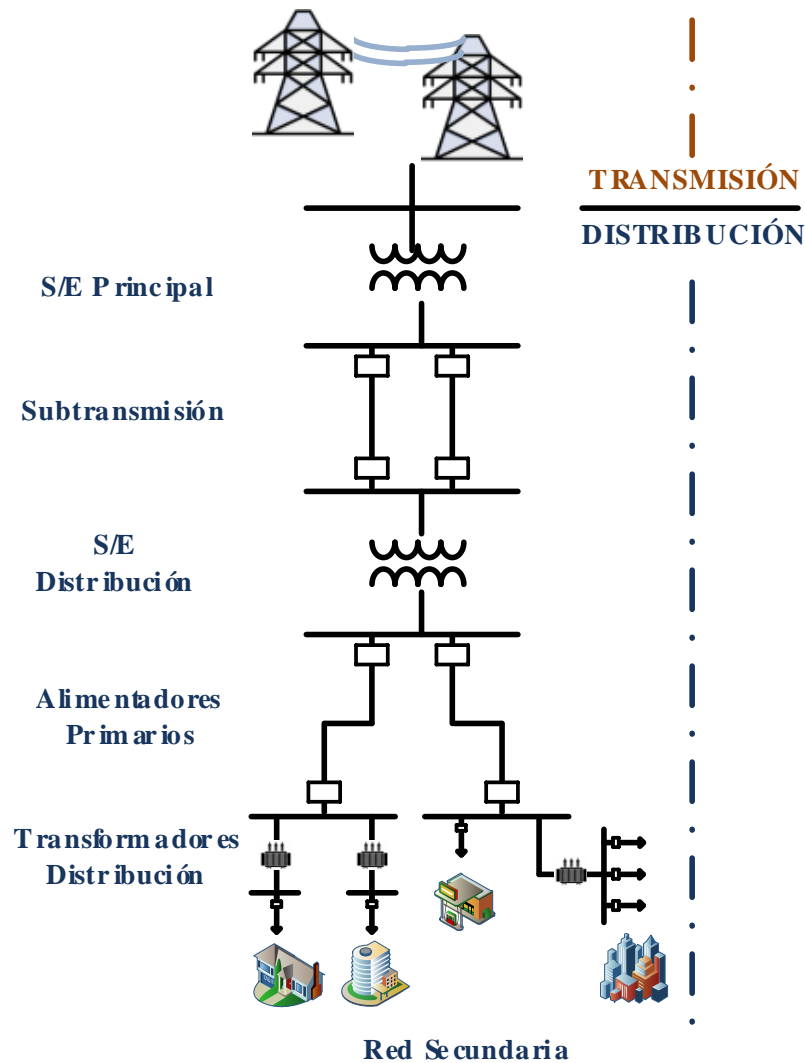 TRANSMISIÓN
DISTRIBUCIÓN
S/E Principal
Subtransmisión
S/E
Distribución
Alimentadores
Primarios
Transformadores
Distribución
Red Secundaria